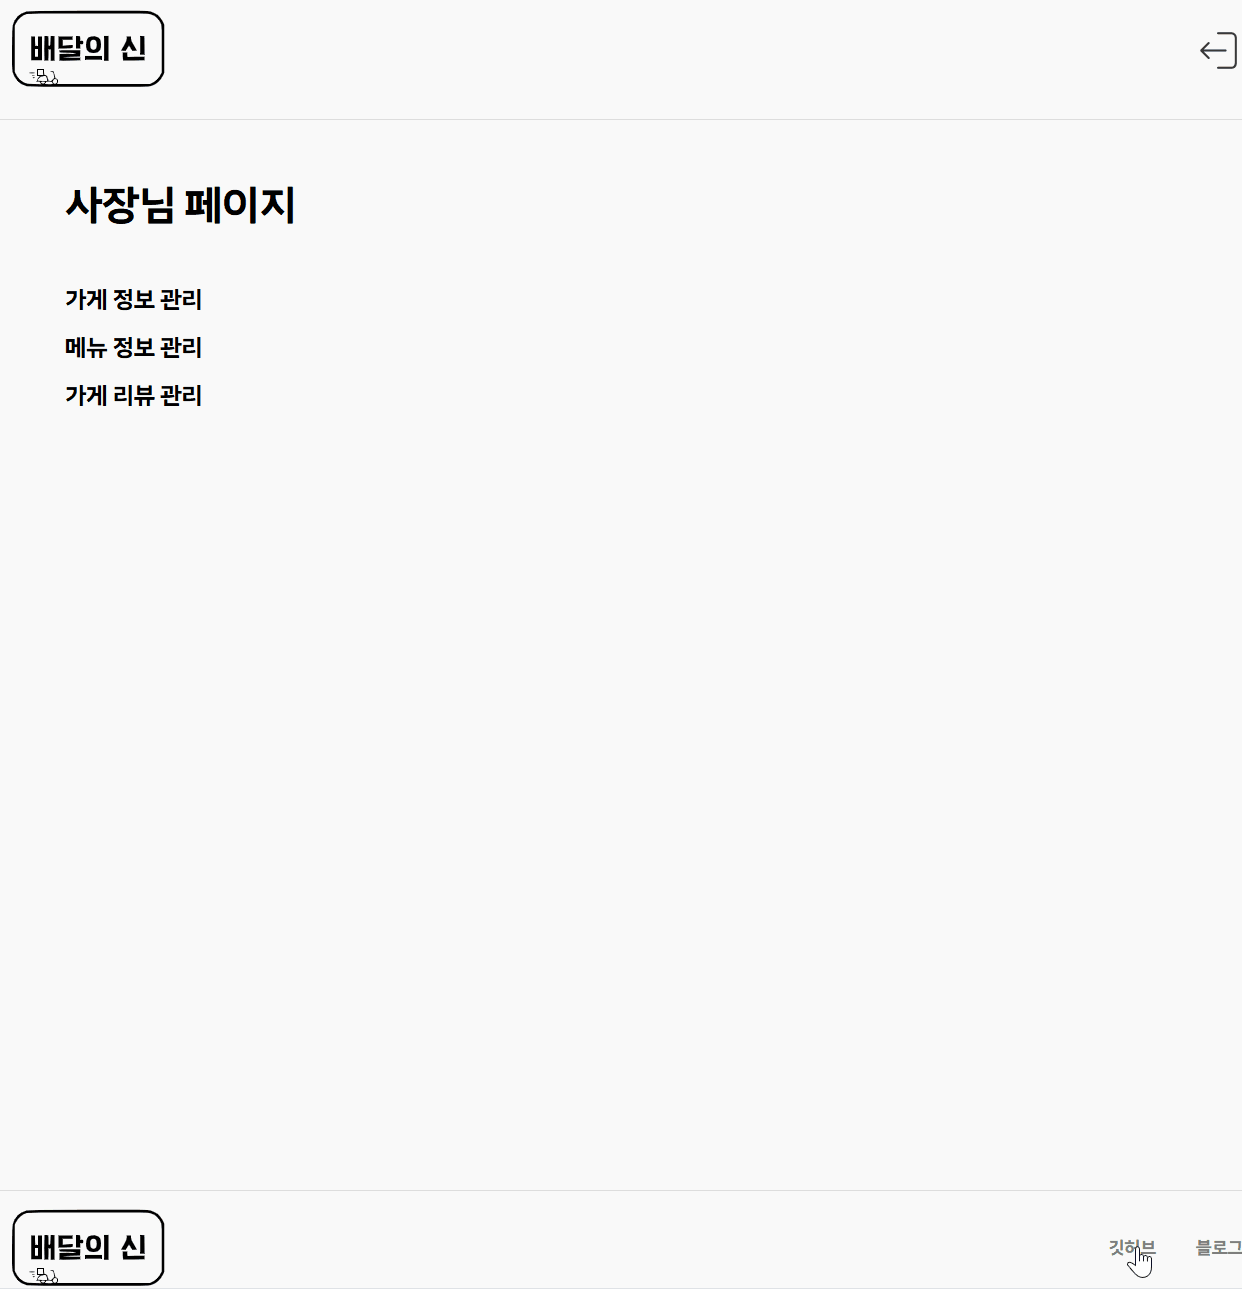 배달의 신
사장님 페이지
가게 정보 관리
메뉴 정보 관리
가게 리뷰 관리
배달의 신
깃허브 블로그